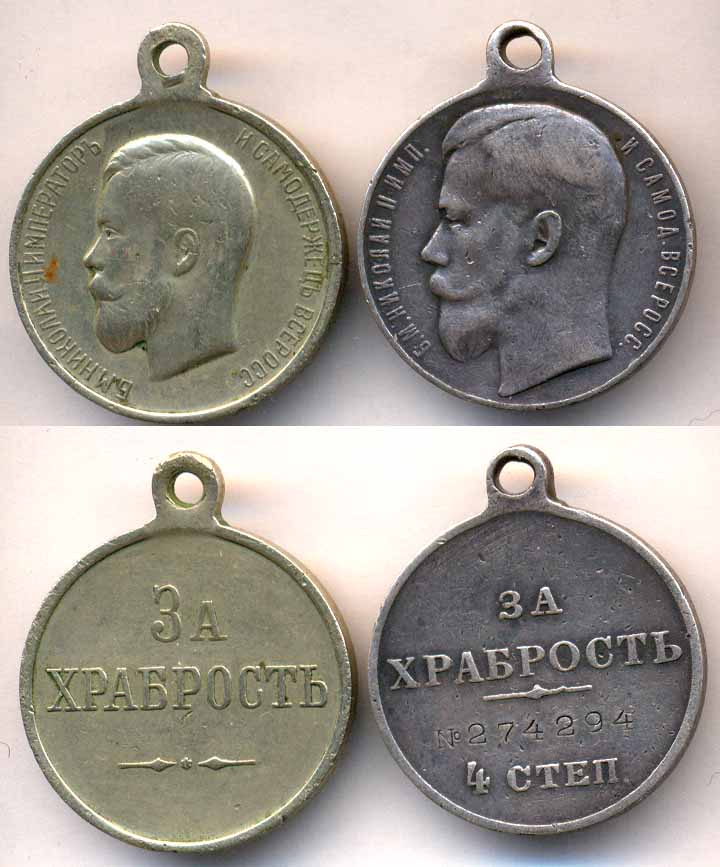 Б.М.НИКОЛАЙ II ИМПЕРАТОРЪ И САМОДЕРЖЕЦЪ ВСЕРОСС.
Б.М.НИКОЛАЙ II ИМП. И САМОД. ВСЕРОСС.
ЗА
ХРАБРОСТЬ
ЗА
ХРАБРОСТЬ
№274294
4 СТЕП.